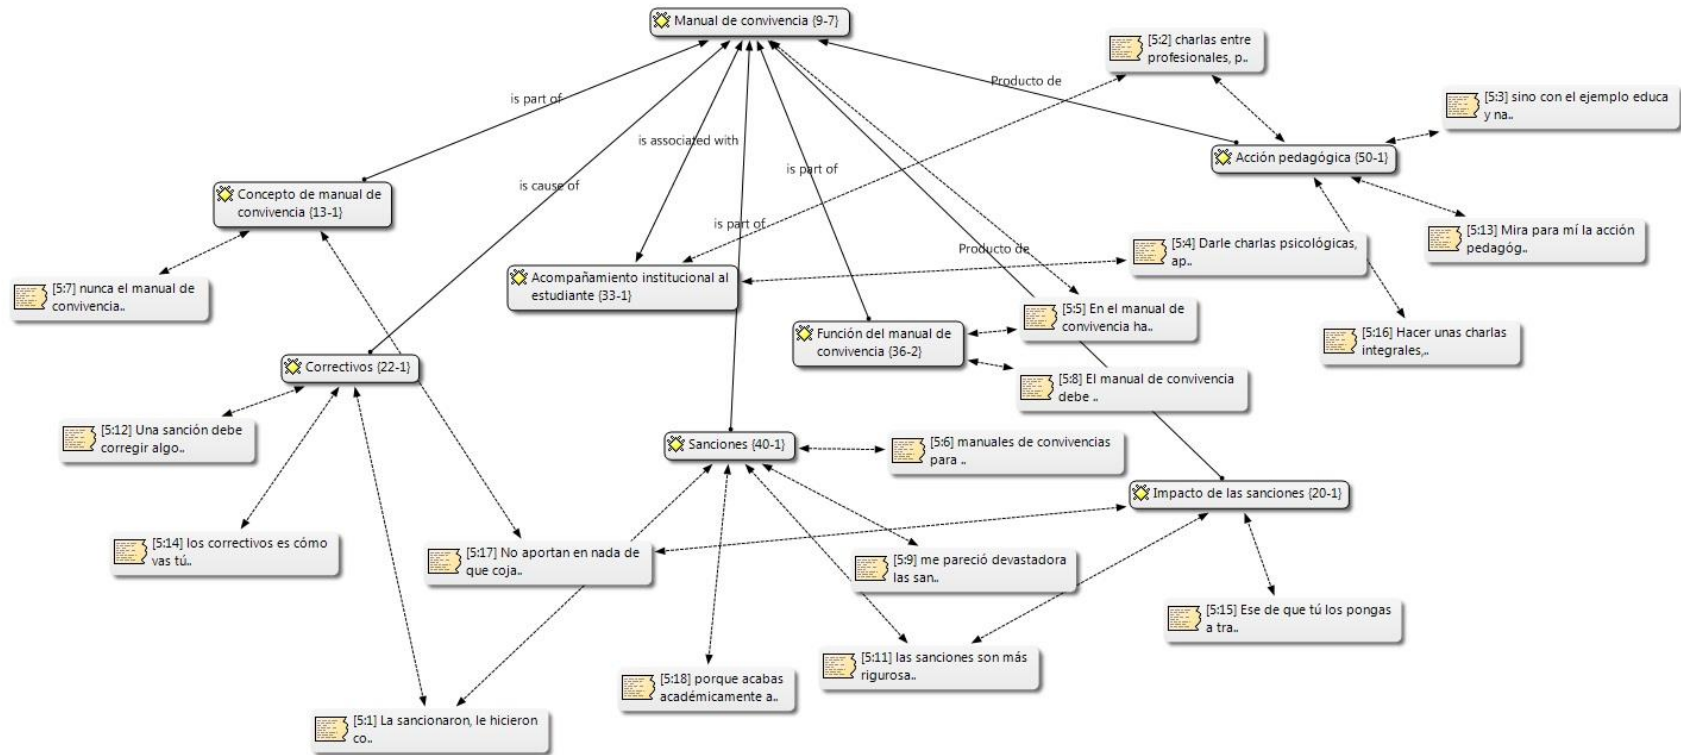 Manual de convivencia {9-7}
[5:2] charlas entre
profesionales, p..
Producto de
[5:3] sino con el ejemplo educa
y na..
is part of
is associated with
Acción pedagógica {50-1}
is part of
is cause of
Concepto de manual de
convivencia {13-1}
is part of
[5:13] Mira para mí la acción
pedagóg..
[5:4] Darle charlas psicológicas,
ap..
Producto de
Acompañamiento institucional al
estudiante {33-1}
[5:7] nunca el manual de
convivencia..
[5:5] En el manual de
convivencia ha..
Función del manual de
convivencia {36-2}
[5:16] Hacer unas charlas
integrales,..
Correctivos {22-1}
[5:8] El manual de convivencia
debe ..
[5:12] Una sanción debe
corregir algo..
Sanciones {40-1}
[5:6] manuales de convivencias
para ..
Impacto de las sanciones {20-1}
[5:14] los correctivos es cómo
vas tú..
[5:17] No aportan en nada de
que coja..
[5:9] me pareció devastadora
las san..
[5:15] Ese de que tú los pongas
a tra..
[5:11] las sanciones son más
rigurosa..
[5:18] porque acabas
académicamente a..
[5:1] La sancionaron, le hicieron
co..